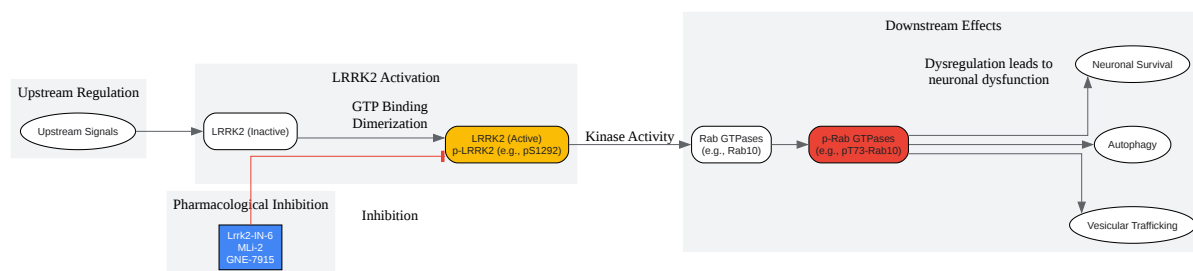 Upstream Regulation
Upstream Signals
LRRK2 Activation
LRRK2 (Inactive)
GTP Binding
Dimerization
LRRK2 (Active)
p-LRRK2 (e.g., pS1292)
Pharmacological Inhibition
Lrrk2-IN-6
MLi-2
GNE-7915
Inhibition
Kinase Activity
Downstream Effects
Rab GTPases
(e.g., Rab10)
p-Rab GTPases
(e.g., pT73-Rab10)
Dysregulation leads to
neuronal dysfunction
Neuronal Survival
Autophagy
Vesicular Trafficking